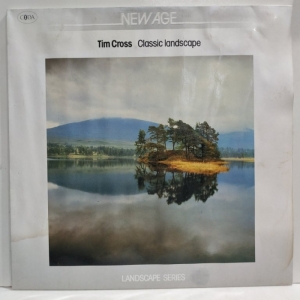 NEW AGE
Tim Cross Classic landscape
LANDSCAPE SERIES